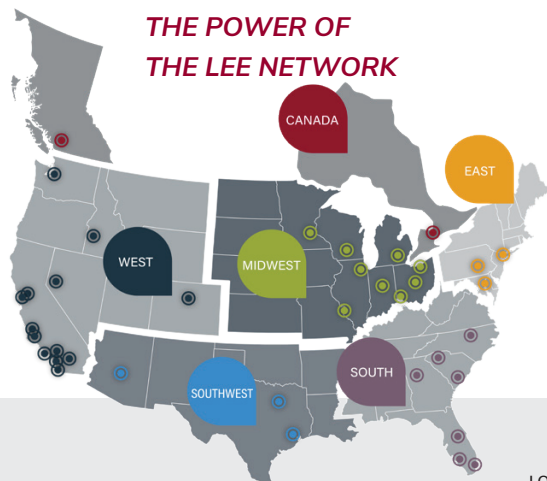 THE POWER OF
THE LEE NETWORK
CANADA
EAST
WEST
MIDWEST
SOUTHWEST
SOUTH